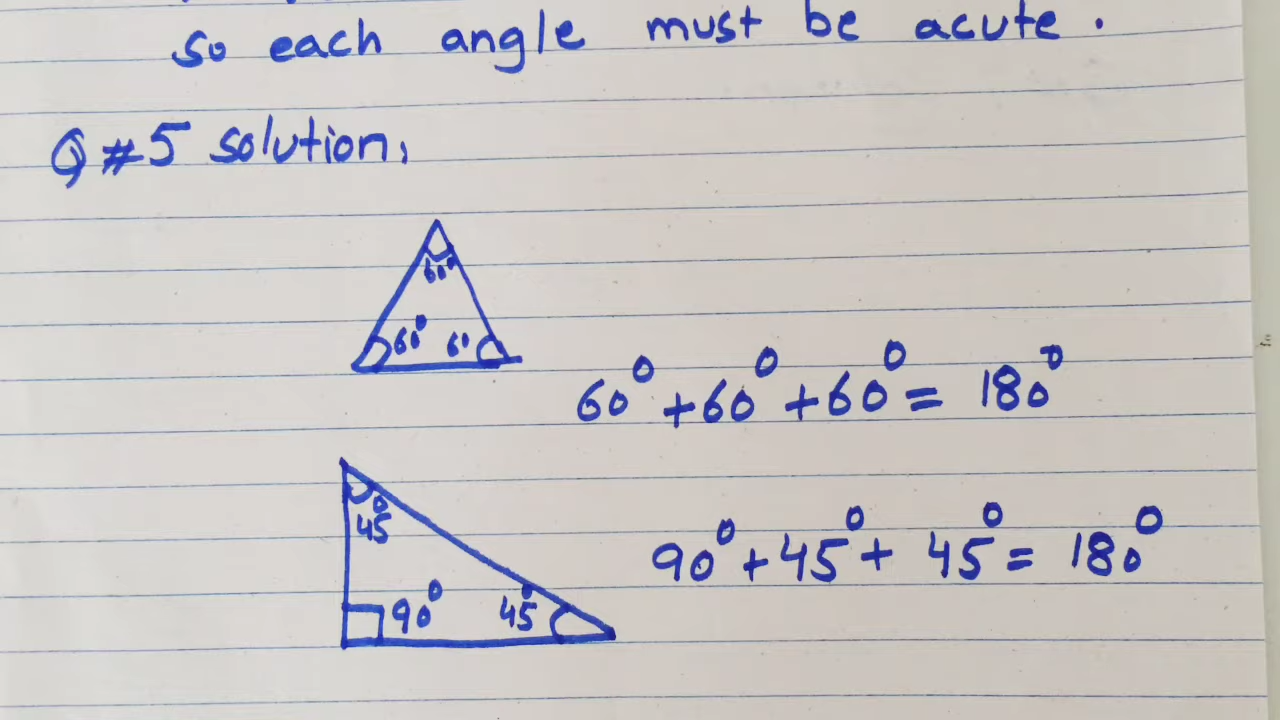 so each angle must be acute.
Q #5 solution,
60°
60° 60
60° + 60° + 60° = 180°
45°
90° 45°
90° + 45° + 45° = 180°